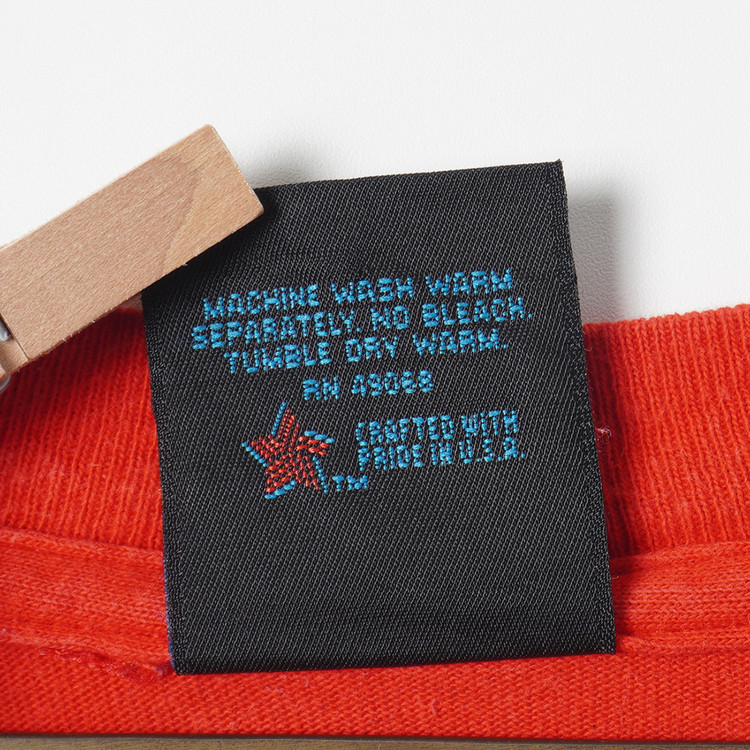 MACHINE WASH WARM
SEPARATELY. NO BLEACH.
TUMBLE DRY WARM.
RN 49068
CRAFTED WITH
PRIDE IN U.S.A.
TM